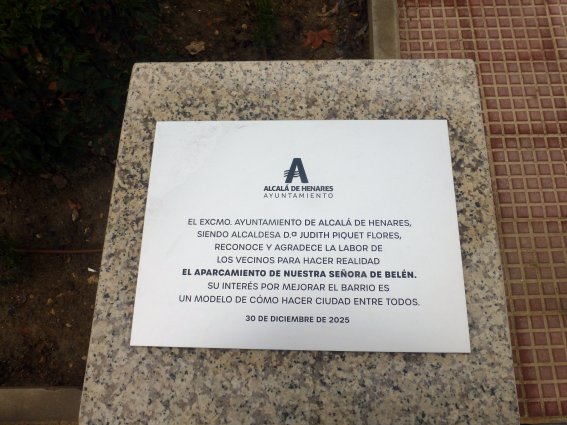 A
ALCALÁ DE HENARES
AYUNTAMIENTO
EL EXCMO. AYUNTAMIENTO DE ALCALÁ DE HENARES,
SIENDO ALCALDESA D.ª JUDITH PIQUET FLORES,
RECONOCE Y AGRADECE LA LABOR DE
LOS VECINOS PARA HACER REALIDAD
EL APARCAMIENTO DE NUESTRA SEÑORA DE BELÉN.
SU INTERÉS POR MEJORAR EL BARRIO ES
UN MODELO DE CÓMO HACER CIUDAD ENTRE TODOS.
30 DE DICIEMBRE DE 2025